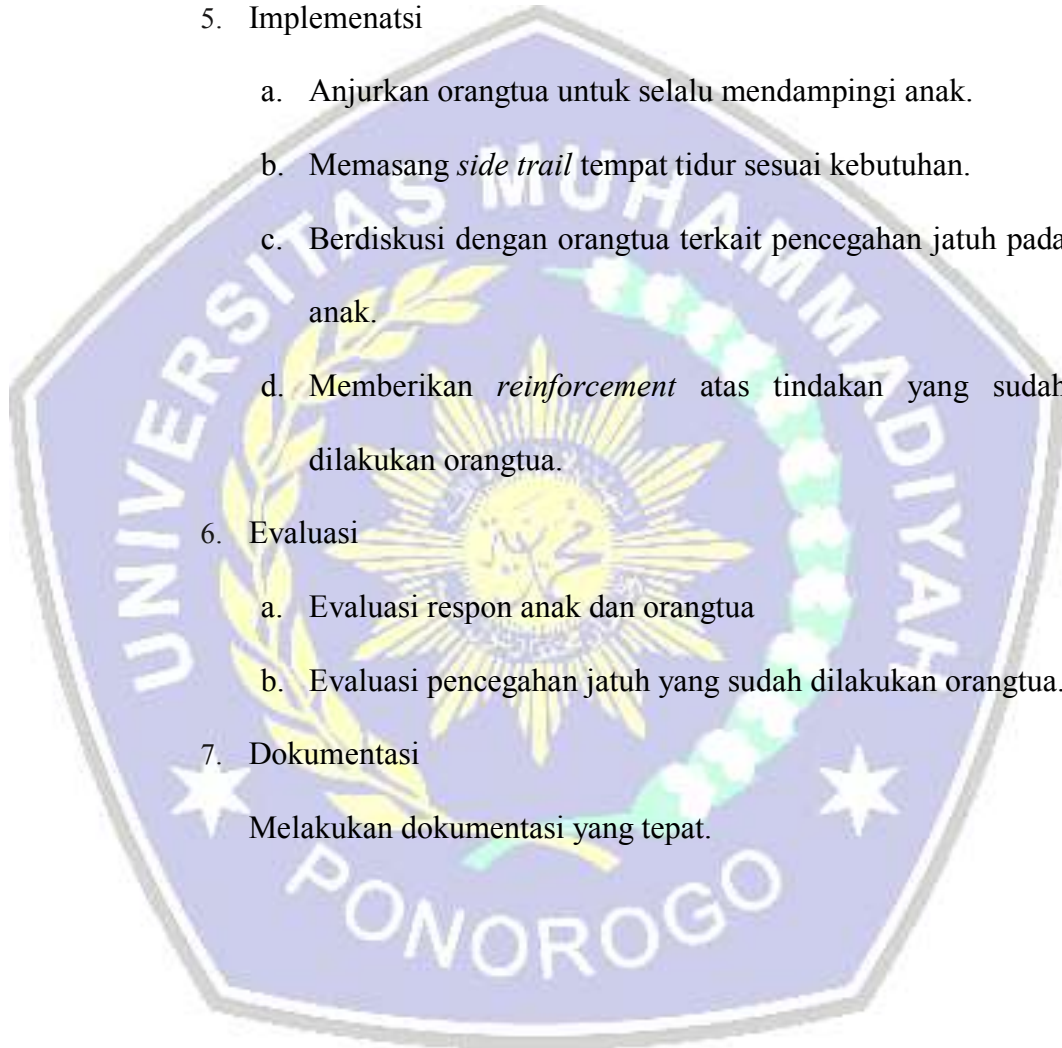 5. Implemenatsi
a. Anjurkan orangtua untuk selalu mendampingi anak.
b. Memasang side trail tempat tidur sesuai kebutuhan.
c. Berdiskusi dengan orangtua terkait pencegahan jatuh pada
anak.
d. Memberikan reinforcement atas tindakan yang sudah
dilakukan orangtua.
6. Evaluasi
a. Evaluasi respon anak dan orangtua
b. Evaluasi pencegahan jatuh yang sudah dilakukan orangtua.
7. Dokumentasi
Melakukan dokumentasi yang tepat.
UNIVERSITAS MUHAMMADIYAH
PONOROGO